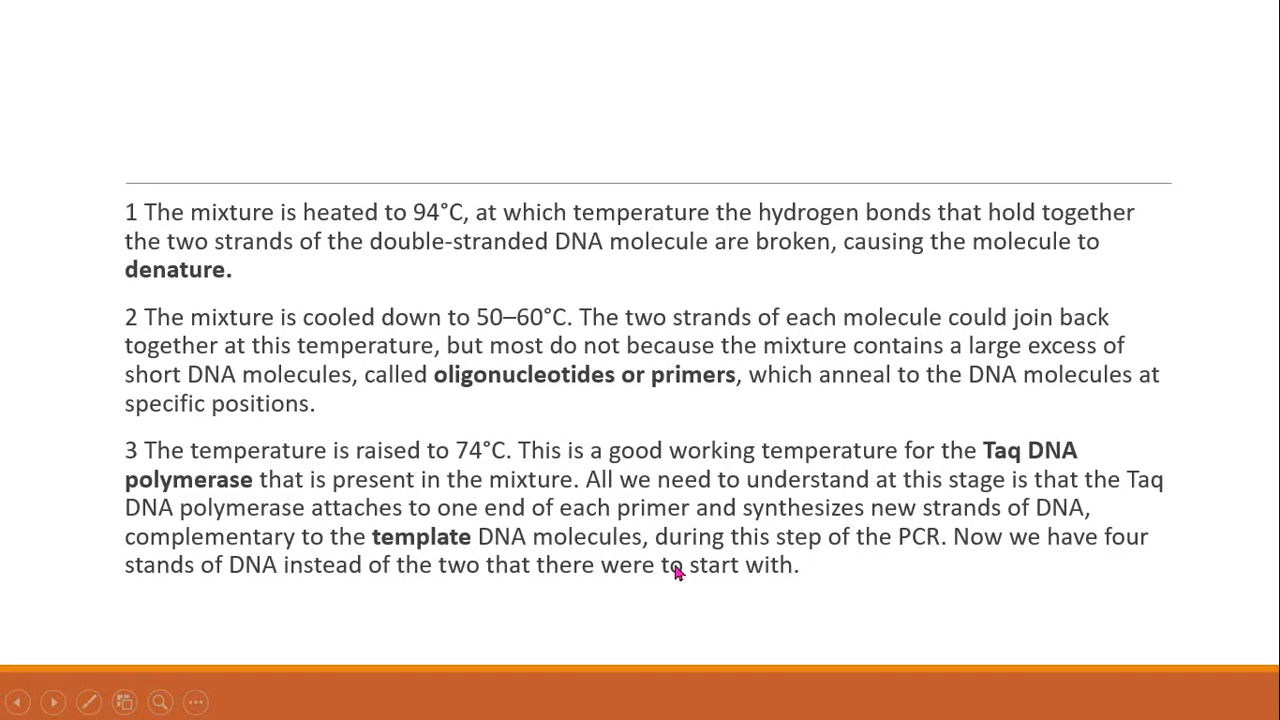 1 The mixture is heated to 94°C, at which temperature the hydrogen bonds that hold together
the two strands of the double-stranded DNA molecule are broken, causing the molecule to
denature.
2 The mixture is cooled down to 50–60°C. The two strands of each molecule could join back
together at this temperature, but most do not because the mixture contains a large excess of
short DNA molecules, called oligonucleotides or primers, which anneal to the DNA molecules at
specific positions.
3 The temperature is raised to 74°C. This is a good working temperature for the Taq DNA
polymerase that is present in the mixture. All we need to understand at this stage is that the Taq
DNA polymerase attaches to one end of each primer and synthesizes new strands of DNA,
complementary to the template DNA molecules, during this step of the PCR. Now we have four
stands of DNA instead of the two that there were to start with.